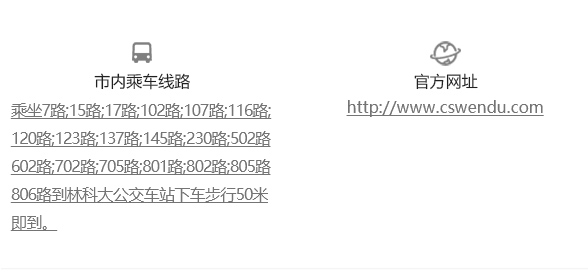 市内乘车线路
乘坐7路;15路;17路;102路;107路;116路;
120路;123路;137路;145路;230路;502路
602路;702路;705路;801路;802路;805路
806路到林科大公交车站下车步行50米
即到。
官方网址
http://www.cswendu.com